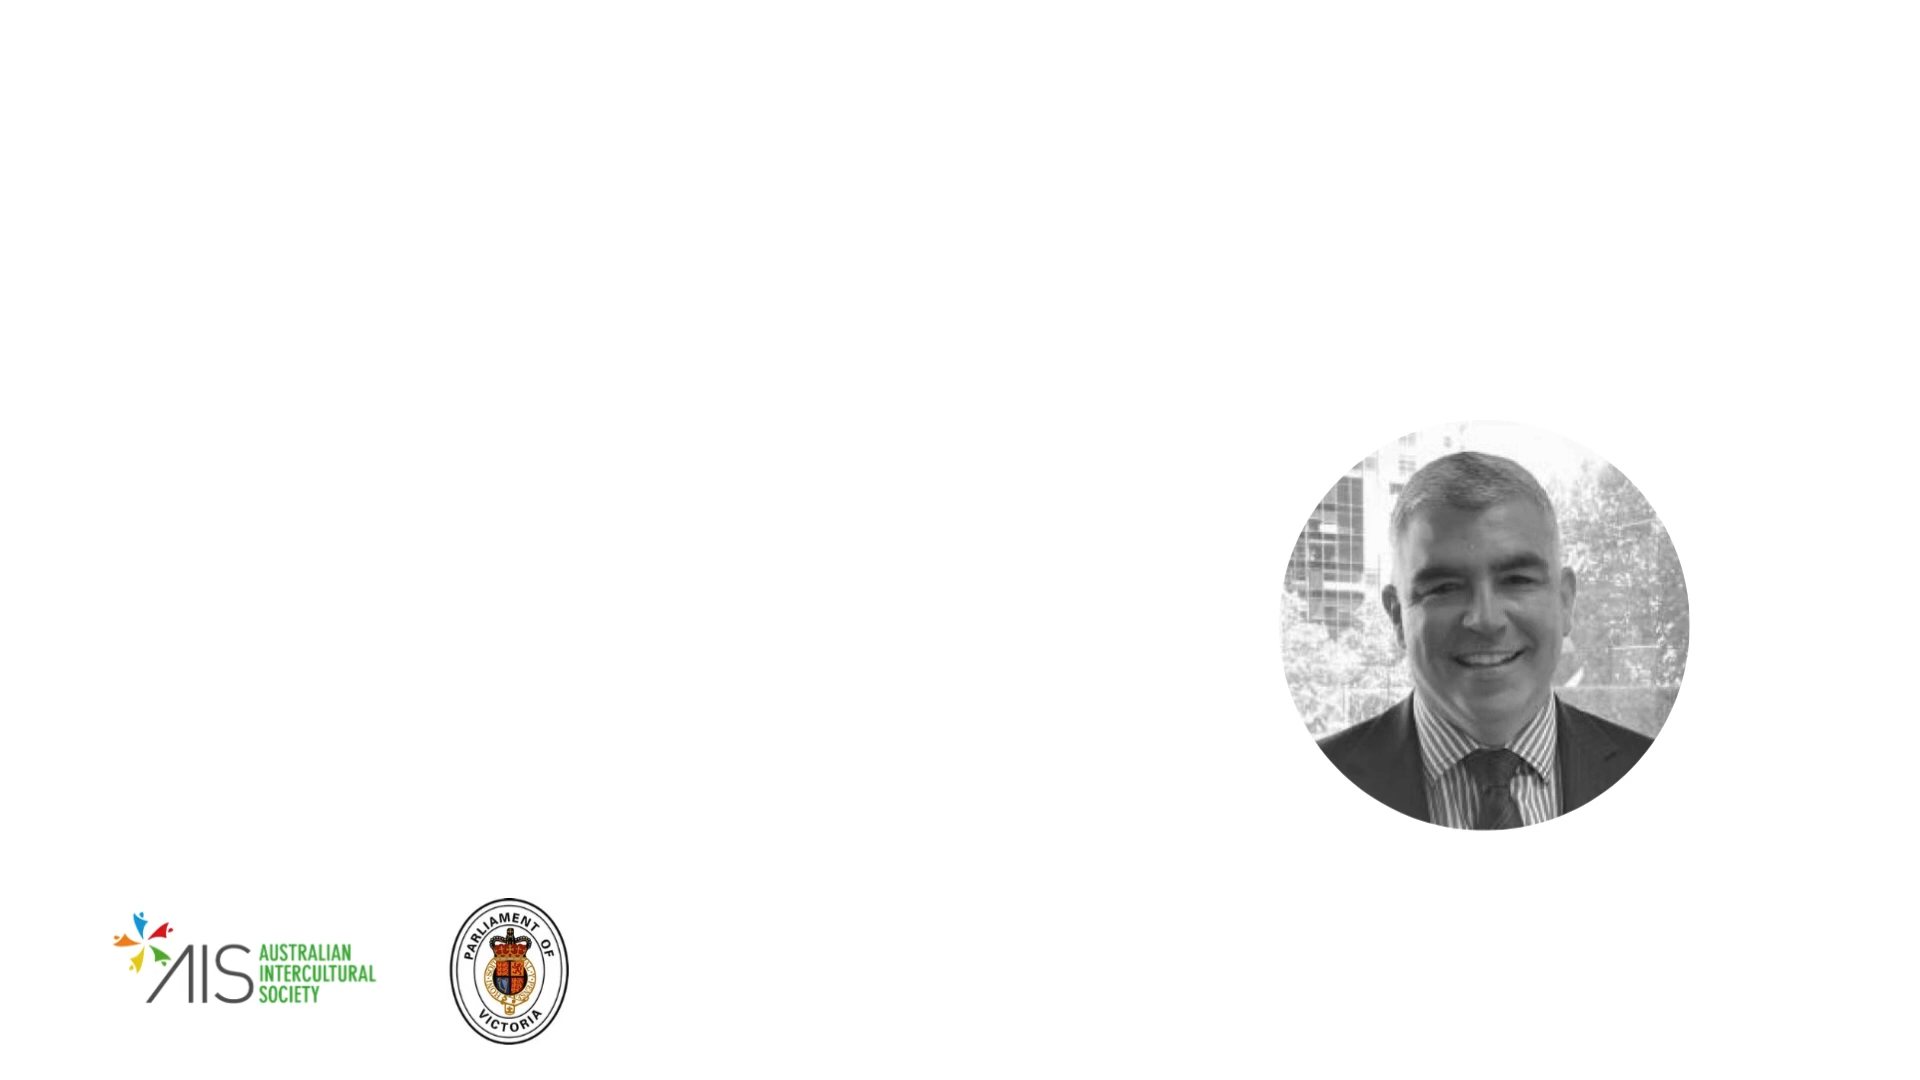 AIS
AUSTRALIAN
INTERCULTURAL
SOCIETY
PARLIAMENT OF
VICTORIA